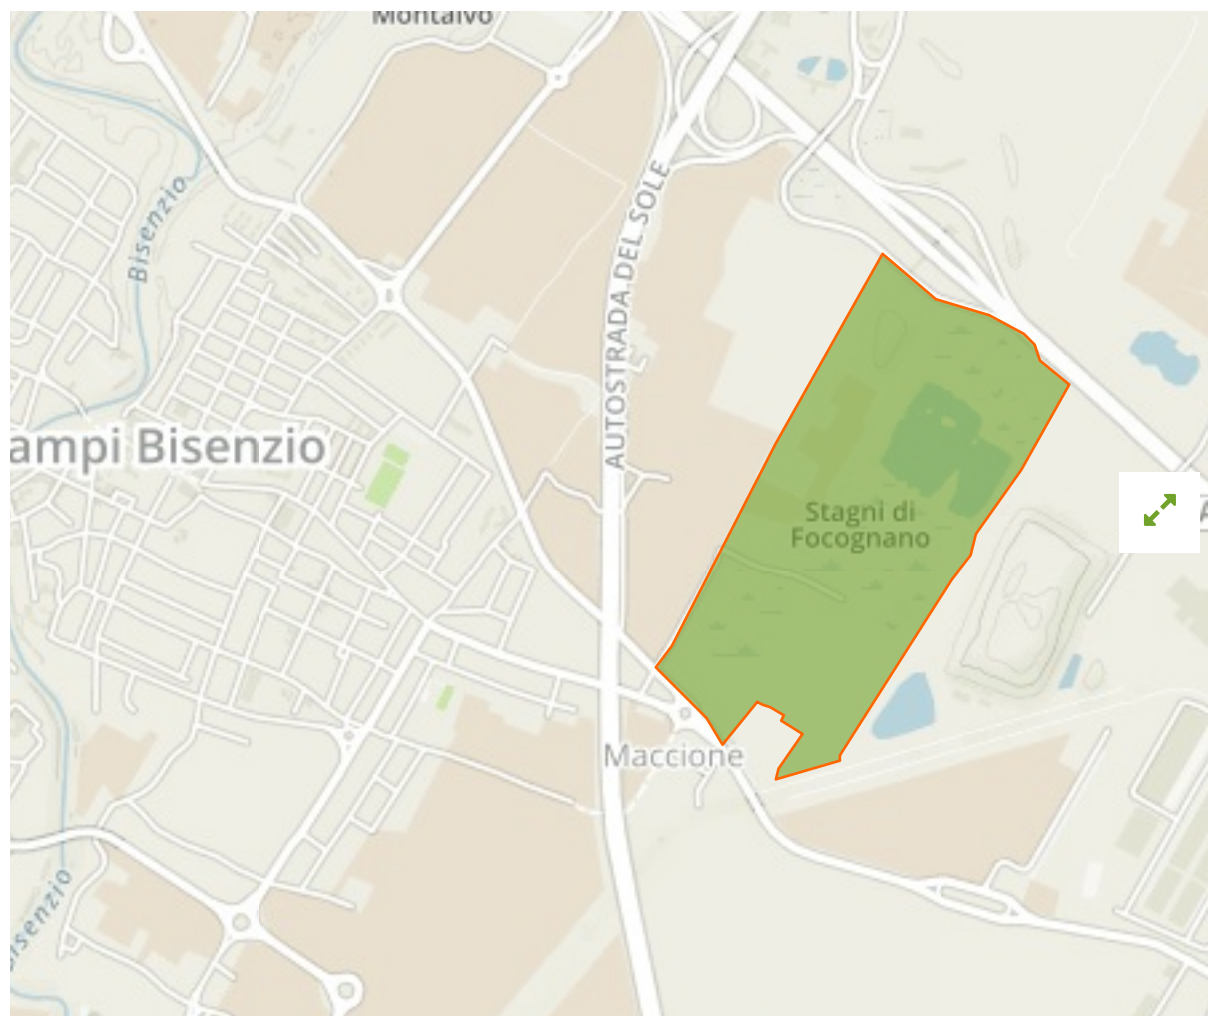 Montalvo
Bisenzio
AUTOSTRADA DEL SOLE
ampi Bisenzio
Stagni di
Focognano
A
Maccione
isenzio